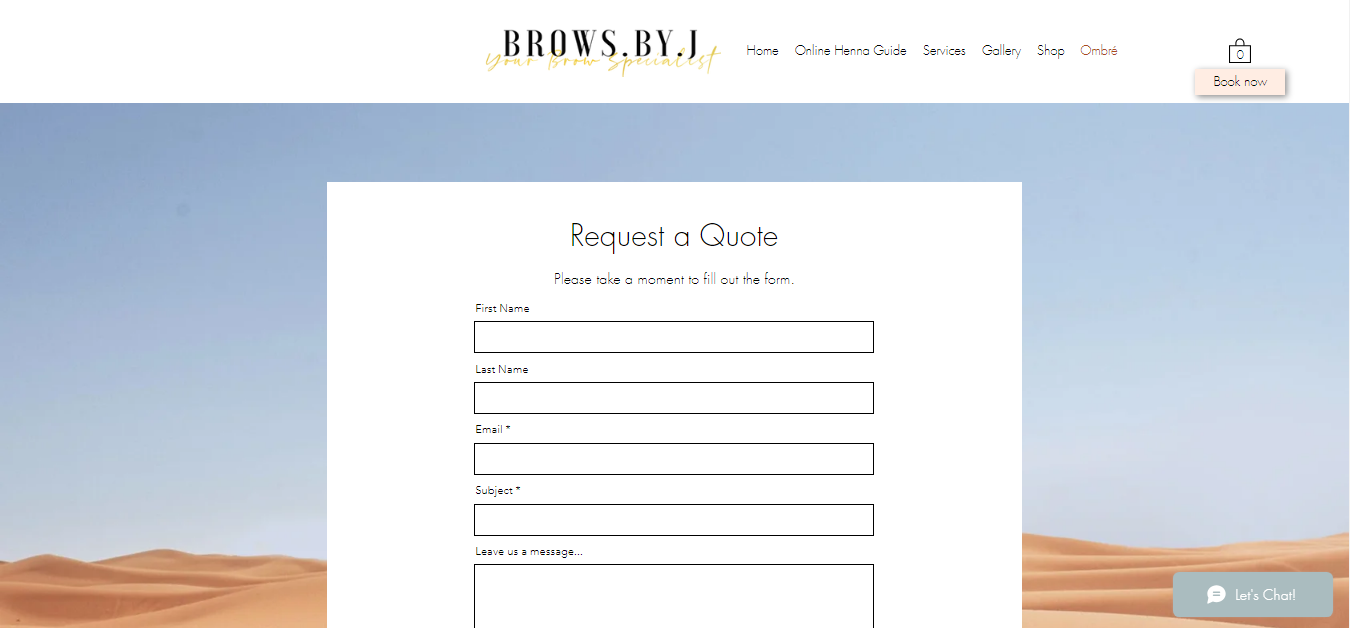 BROWS.BY.J
Your Brow Specialist
Home Online Henna Guide Services Gallery Shop Ombré
0
Book now
Request a Quote
Please take a moment to fill out the form.
First Name
Last Name
Email *
Subject *
Leave us a message...
Let's Chat!